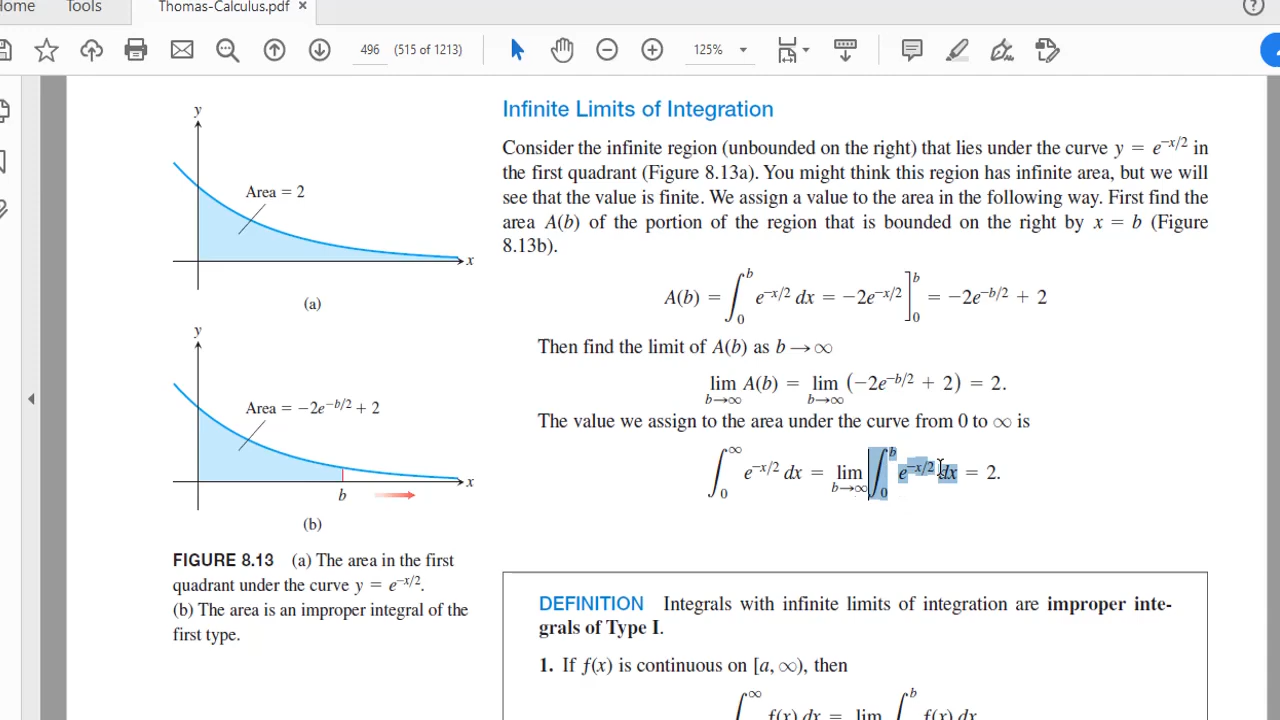 ome
Tools
Thomas-Calculus.pdf ×
496 (515 of 1213)
125%
y
Area = 2
x
(a)
y
Area = −2e^{−b/2} + 2
b
x
(b)
FIGURE 8.13 (a) The area in the first
quadrant under the curve y = e^{−x/2}.
(b) The area is an improper integral of the
first type.
Infinite Limits of Integration
Consider the infinite region (unbounded on the right) that lies under the curve y = e^{−x/2} in
the first quadrant (Figure 8.13a). You might think this region has infinite area, but we will
see that the value is finite. We assign a value to the area in the following way. First find the
area A(b) of the portion of the region that is bounded on the right by x = b (Figure
8.13b).
A(b) = ∫_0^b e^{−x/2} dx = −2e^{−x/2}]_0^b = −2e^{−b/2} + 2
Then find the limit of A(b) as b → ∞
lim_{b→∞} A(b) = lim_{b→∞} (−2e^{−b/2} + 2) = 2.
The value we assign to the area under the curve from 0 to ∞ is
∫_0^∞ e^{−x/2} dx = lim_{b→∞} ∫_0^b e^{−x/2} dx = 2.
DEFINITION Integrals with infinite limits of integration are improper inte-
grals of Type I.
1. If f(x) is continuous on [a, ∞), then
∫^∞ f(x) dx = lim ∫^b f(x) dx